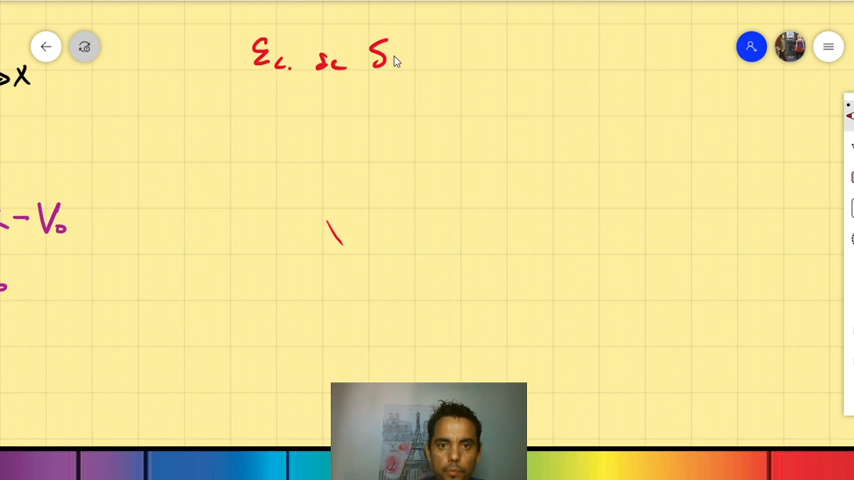 Ec. de S
X
- V₀